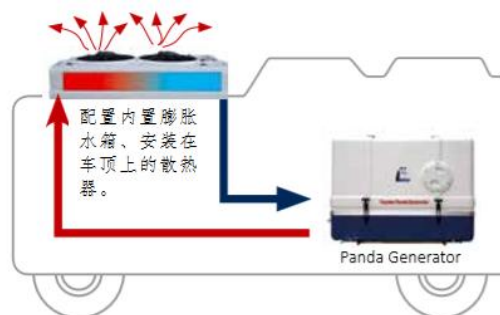 配置内置膨胀
水箱、安装在
车顶上的散热
器。
Panda Generator